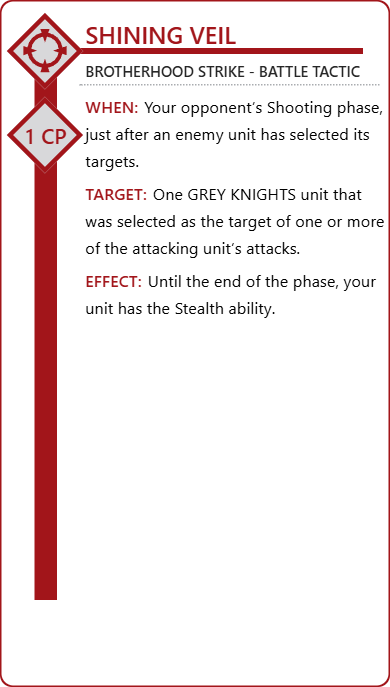 SHINING VEIL
BROTHERHOOD STRIKE - BATTLE TACTIC
1 CP
WHEN: Your opponent’s Shooting phase,
just after an enemy unit has selected its
targets.
TARGET: One GREY KNIGHTS unit that
was selected as the target of one or more
of the attacking unit’s attacks.
EFFECT: Until the end of the phase, your
unit has the Stealth ability.